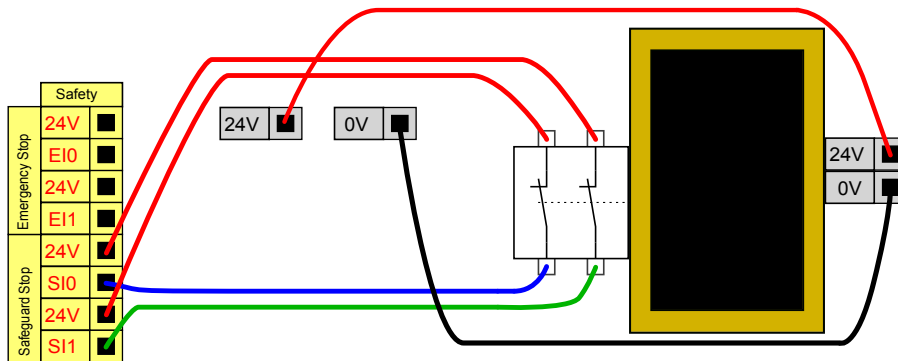 Safety
Emergency Stop
24V
EI0
24V
EI1
Safeguard Stop
24V
SI0
24V
SI1
24V
0V
24V
0V